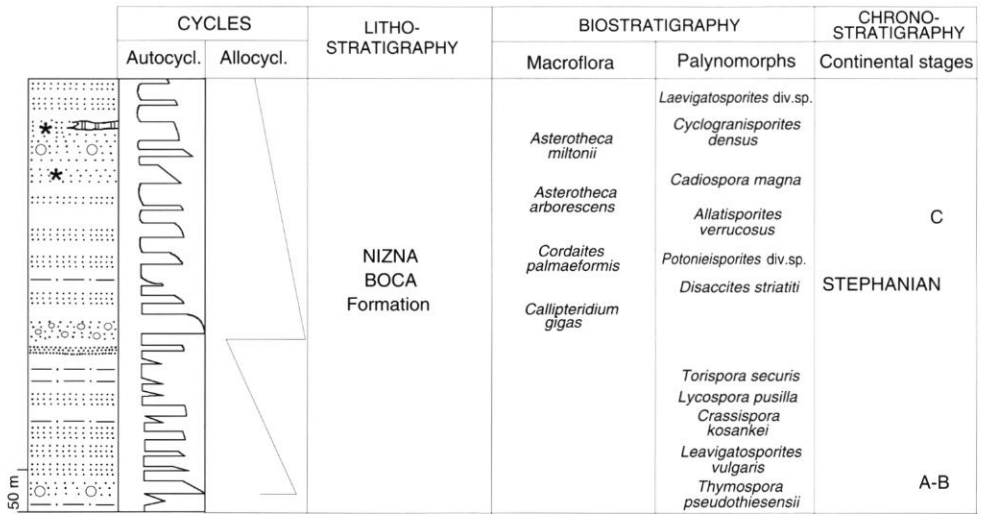 CYCLES
LITHO-
STRATIGRAPHY
BIOSTRATIGRAPHY
CHRONO-
STRATIGRAPHY
Autocycl.
Allocycl.
Macroflora
Palynomorphs
Continental stages
Laevigatosporites div.sp.
Cyclogranisporites
densus
Asterotheca
miltonii
Cadiospora magna
Asterotheca
arborescens
Allatisporites
verrucosus
C
NIZNA
BOCA
Formation
Cordaites
palmaeformis
Potonieisporites div.sp.
Disaccites striatiti
STEPHANIAN
Callipteridium
gigas
Torispora securis
Lycospora pusilla
Crassispora
kosankei
Leavigatosporites
vulgaris
Thymospora
pseudothiesensii
A-B
50 m